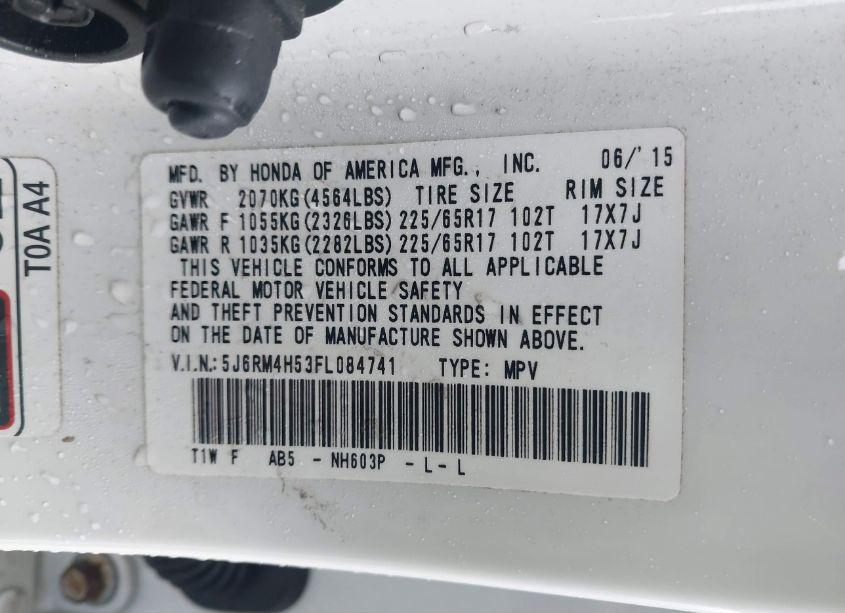 MFD. BY HONDA OF AMERICA MFG., INC. 06/'15
GVWR 2070KG(4564LBS) TIRE SIZE RIM SIZE
GAWR F 1055KG(2326LBS) 225/65R17 102T 17X7J
GAWR R 1035KG(2282LBS) 225/65R17 102T 17X7J
THIS VEHICLE CONFORMS TO ALL APPLICABLE
FEDERAL MOTOR VEHICLE SAFETY
AND THEFT PREVENTION STANDARDS IN EFFECT
ON THE DATE OF MANUFACTURE SHOWN ABOVE.
V.I.N.: 5J6RM4H53FL084741 TYPE: MPV
T1W F AB5 - NH603P - L - L
T0A A4